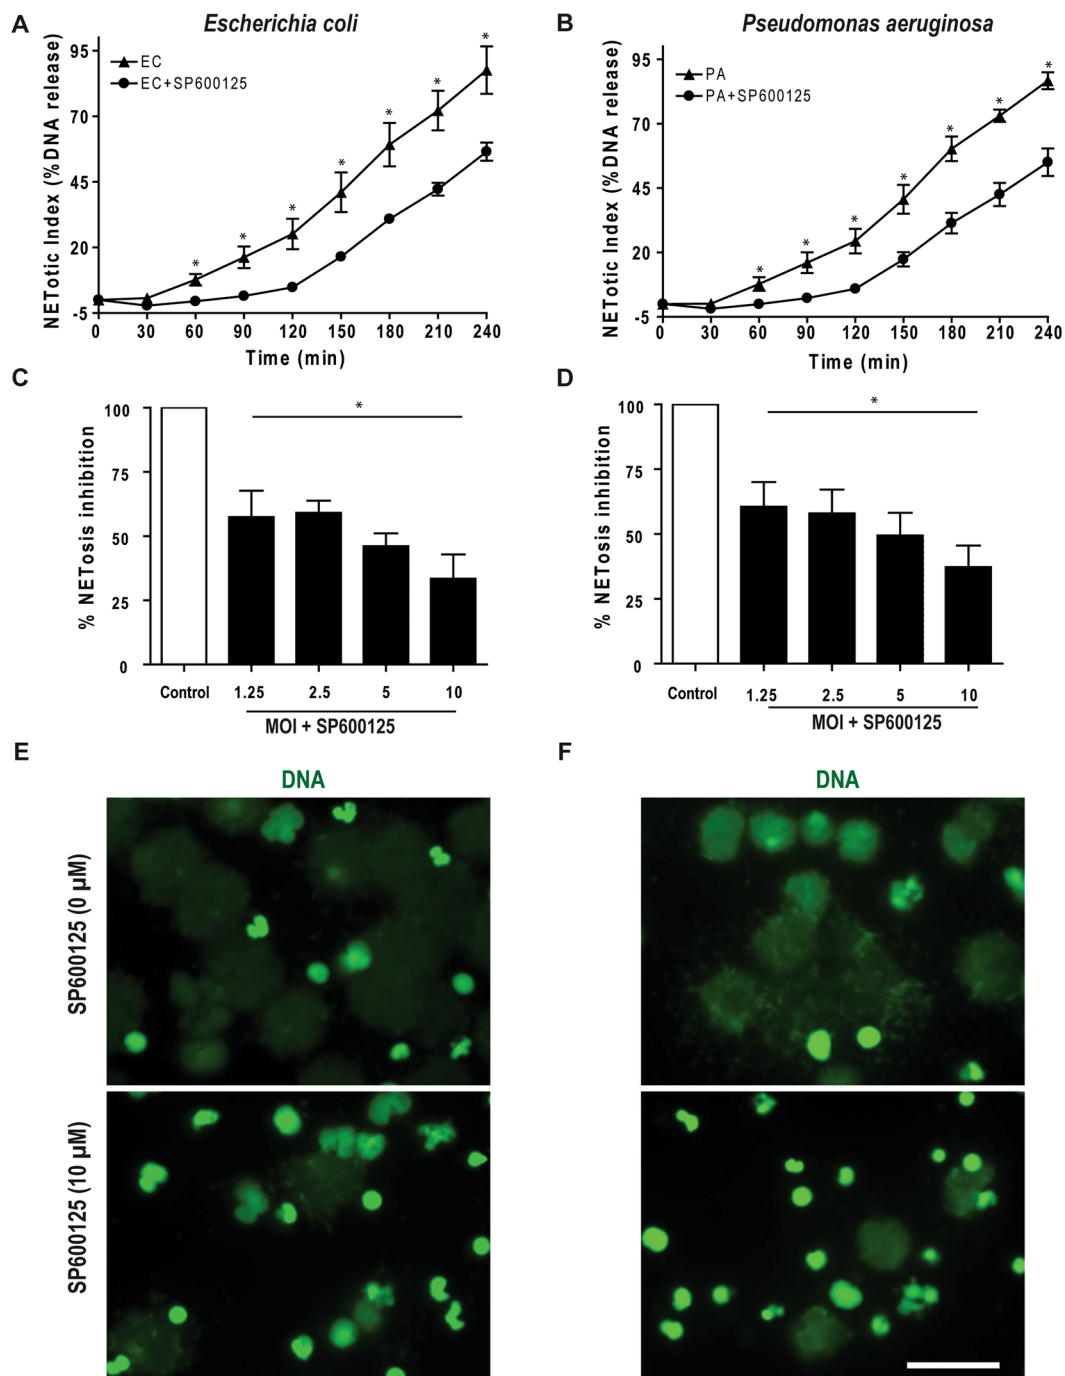 A
Escherichia coli
NETotic Index (%DNA release)
95
70
45
20
-5
EC
EC+SP600125
* * * * * * *
0 30 60 90 120 150 180 210 240
Time (min)
B
Pseudomonas aeruginosa
NETotic Index (%DNA release)
95
70
45
20
-5
PA
PA+SP600125
* * * * * * *
0 30 60 90 120 150 180 210 240
Time (min)
C
% NETosis inhibition
100
75
50
25
0
*
Control 1.25 2.5 5 10
MOI + SP600125
D
% NETosis inhibition
100
75
50
25
0
*
Control 1.25 2.5 5 10
MOI + SP600125
E
DNA
SP600125 (0 µM)
SP600125 (10 µM)
F
DNA